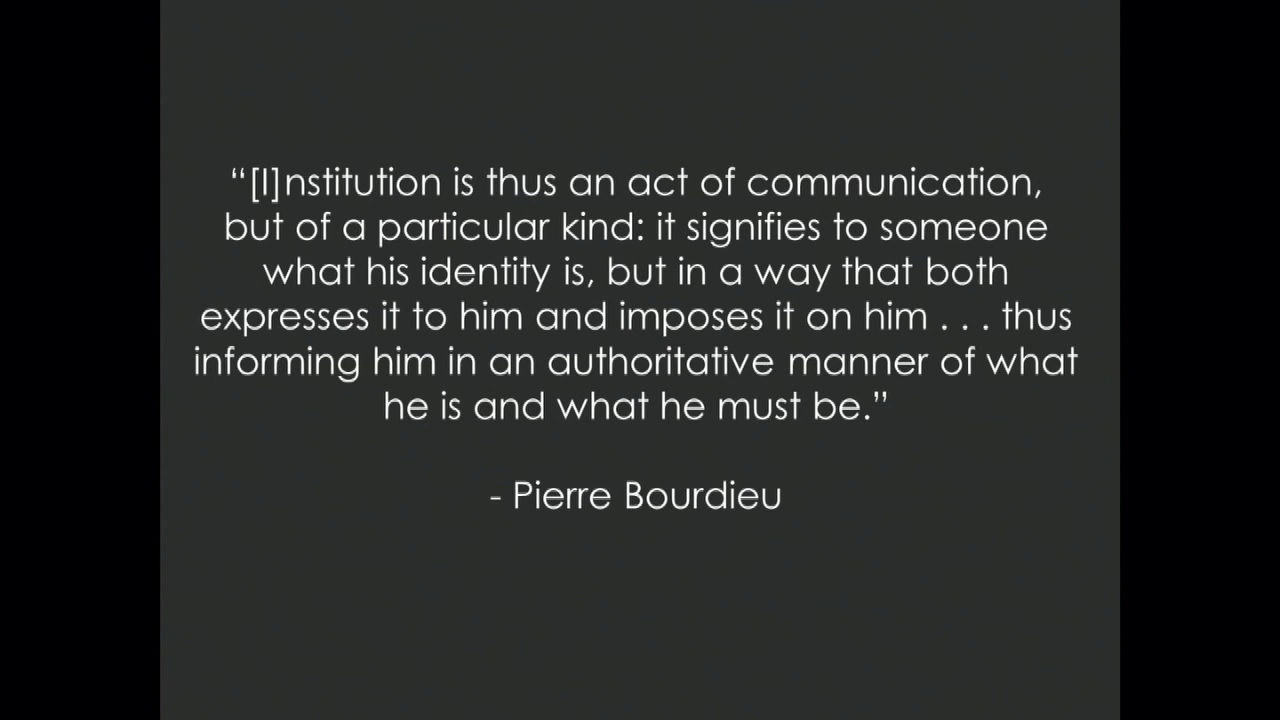 “[I]nstitution is thus an act of communication,
but of a particular kind: it signifies to someone
what his identity is, but in a way that both
expresses it to him and imposes it on him . . . thus
informing him in an authoritative manner of what
he is and what he must be.”
- Pierre Bourdieu